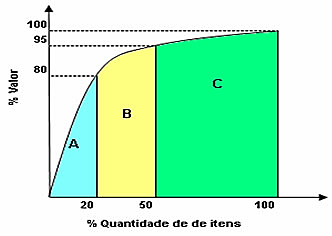 100
95
80
% Valor
A
B
C
20
50
100
% Quantidade de de itens